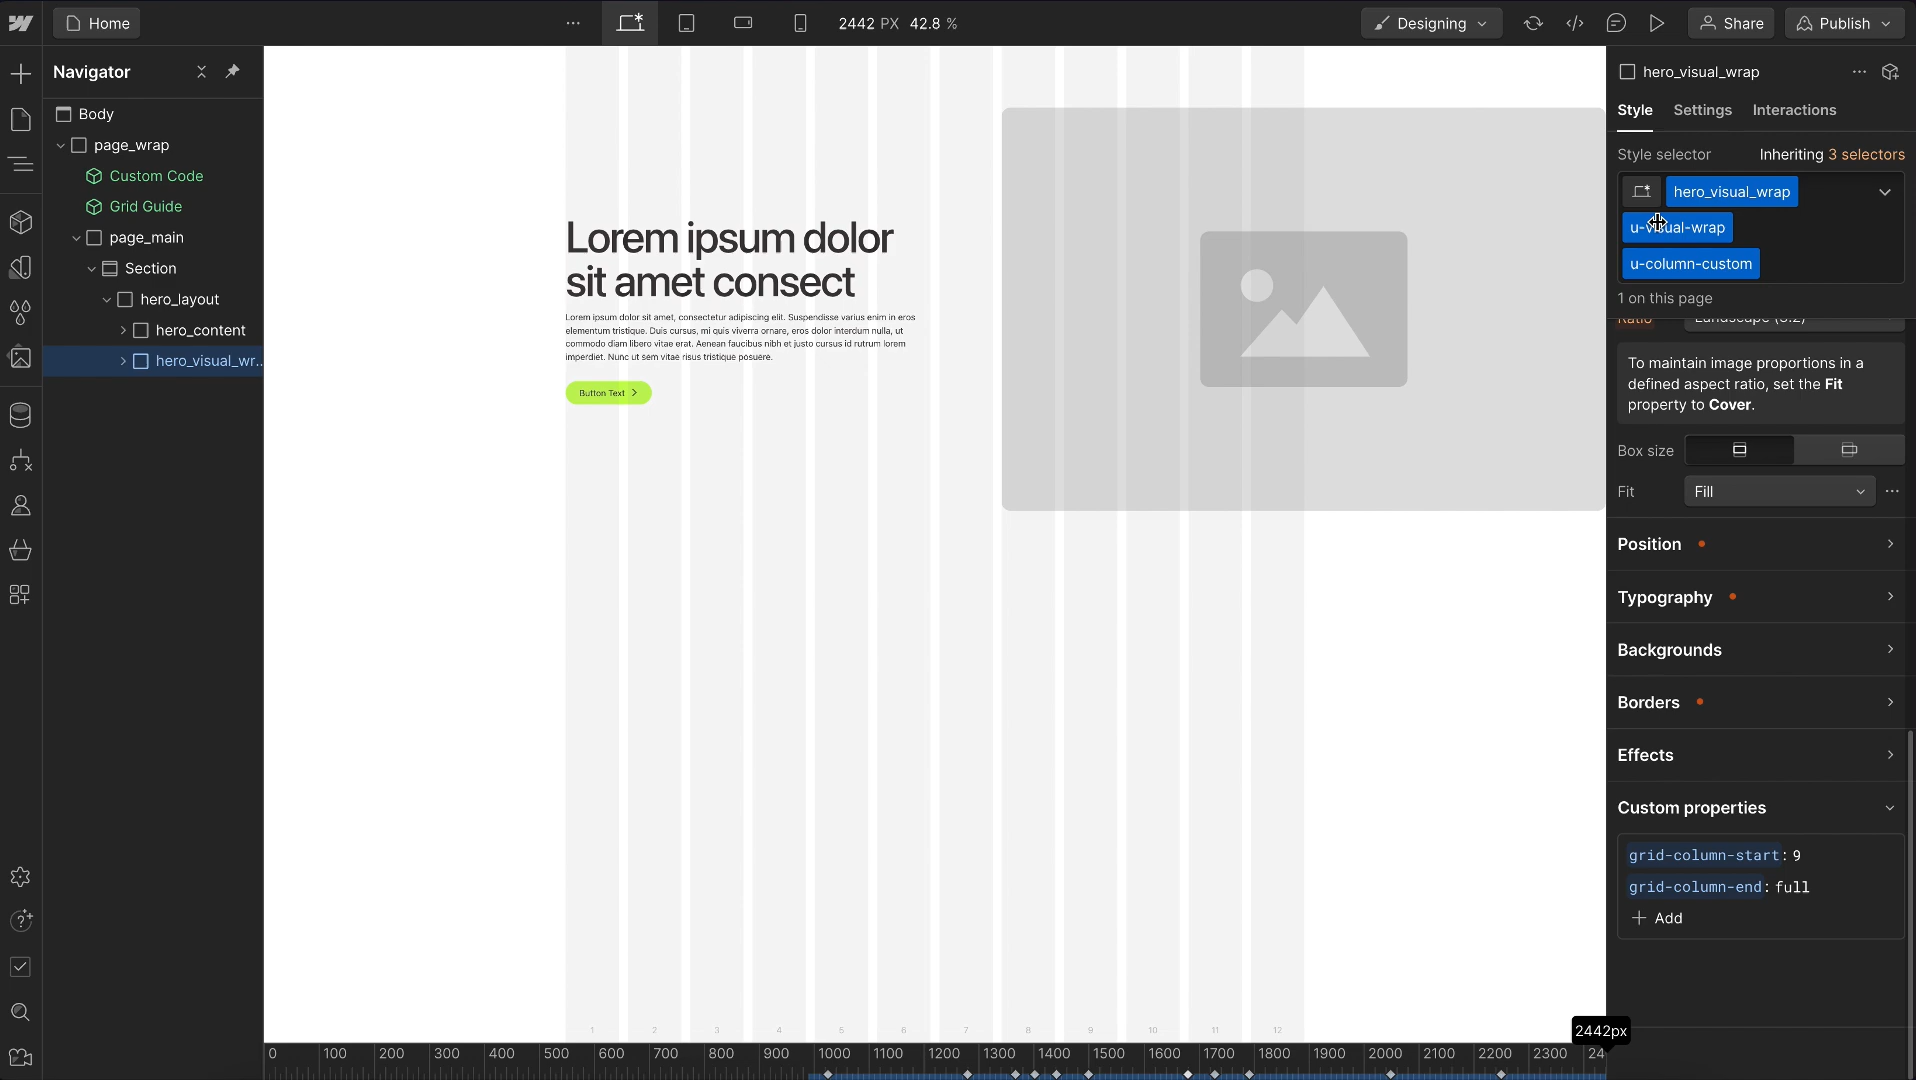 Home
2442 PX 42.8 %
Designing
Share
Publish
Navigator
Body
page_wrap
Custom Code
Grid Guide
page_main
Section
hero_layout
hero_content
hero_visual_wr...
Lorem ipsum dolor
sit amet consect
Lorem ipsum dolor sit amet, consectetur adipiscing elit. Suspendisse varius enim in eros
elementum tristique. Duis cursus, mi quis viverra ornare, eros dolor interdum nulla, ut
commodo diam libero vitae erat. Aenean faucibus nibh et justo cursus id rutrum lorem
imperdiet. Nunc ut sem vitae risus tristique posuere.
Button Text
1 2 3 4 5 6 7 8 9 10 11 12
2442px
0 100 200 300 400 500 600 700 800 900 1000 1100 1200 1300 1400 1500 1600 1700 1800 1900 2000 2100 2200 2300 24
hero_visual_wrap
Style Settings Interactions
Style selector Inheriting 3 selectors
hero_visual_wrap
u-visual-wrap
u-column-custom
1 on this page
Ratio Landscape (3:2)
To maintain image proportions in a
defined aspect ratio, set the Fit
property to Cover.
Box size
Fit Fill
Position
Typography
Backgrounds
Borders
Effects
Custom properties
grid-column-start: 9
grid-column-end: full
Add